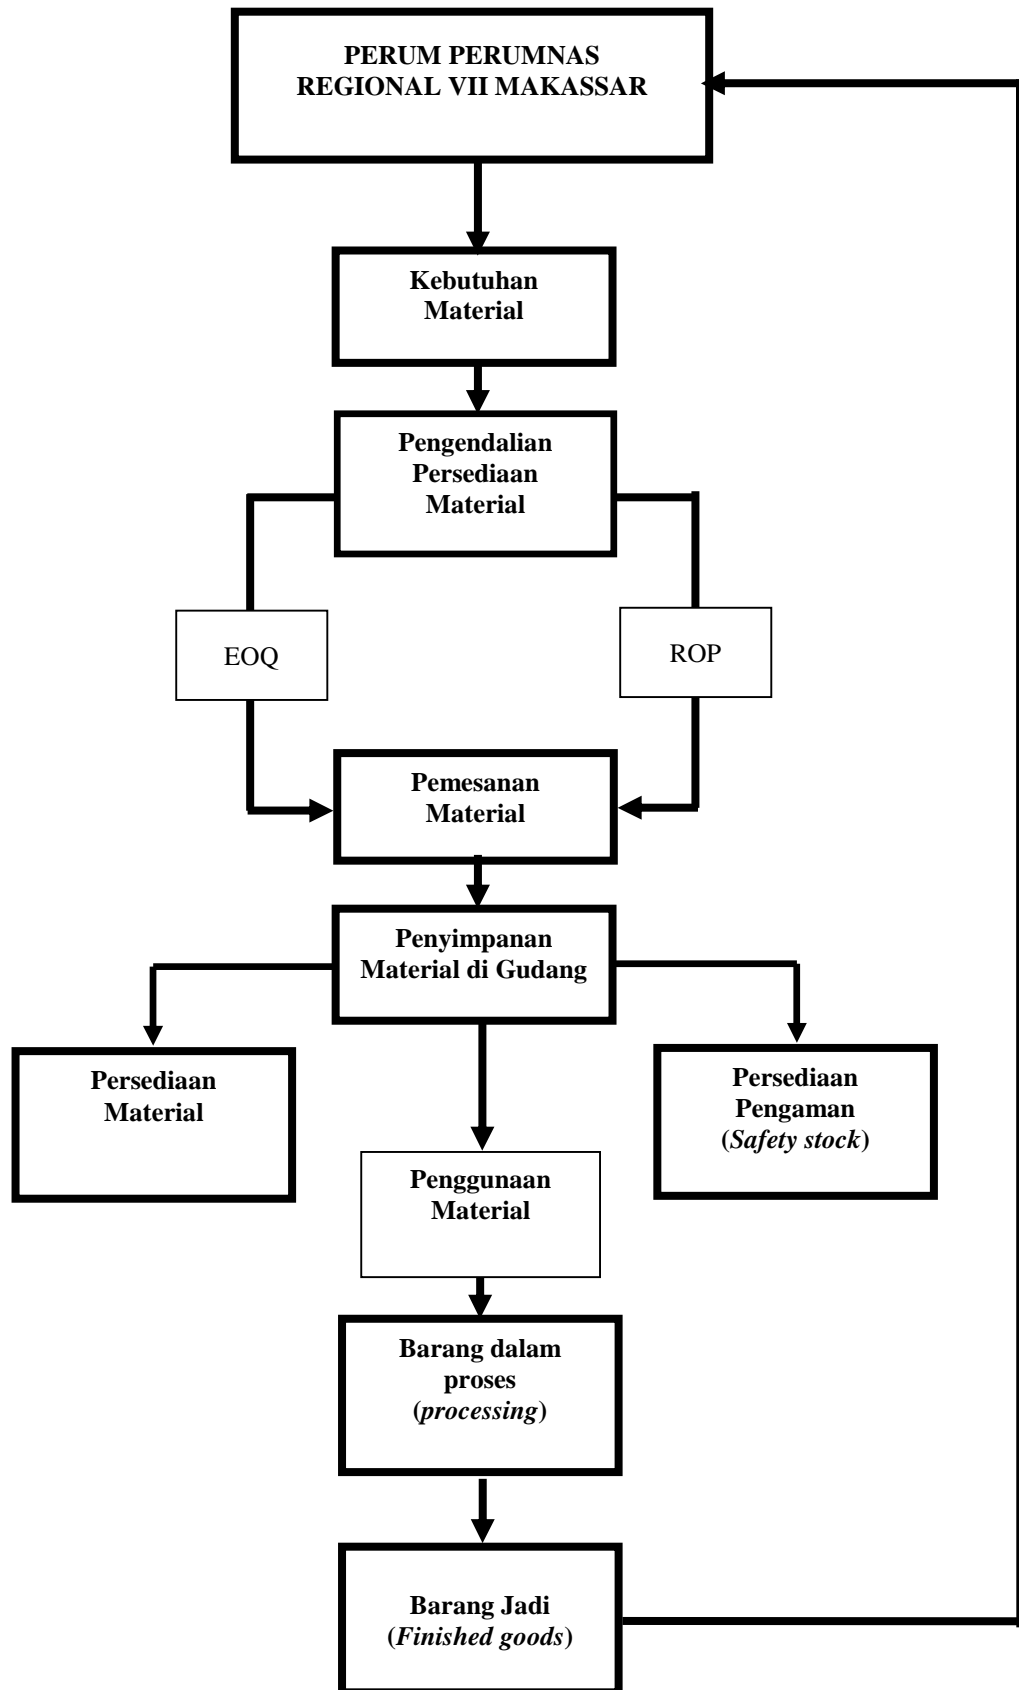 PERUM PERUMNAS
REGIONAL VII MAKASSAR
Kebutuhan
Material
Pengendalian
Persediaan
Material
EOQ
ROP
Pemesanan
Material
Penyimpanan
Material di Gudang
Persediaan
Material
Persediaan
Pengaman
(Safety stock)
Penggunaan
Material
Barang dalam
proses
(processing)
Barang Jadi
(Finished goods)